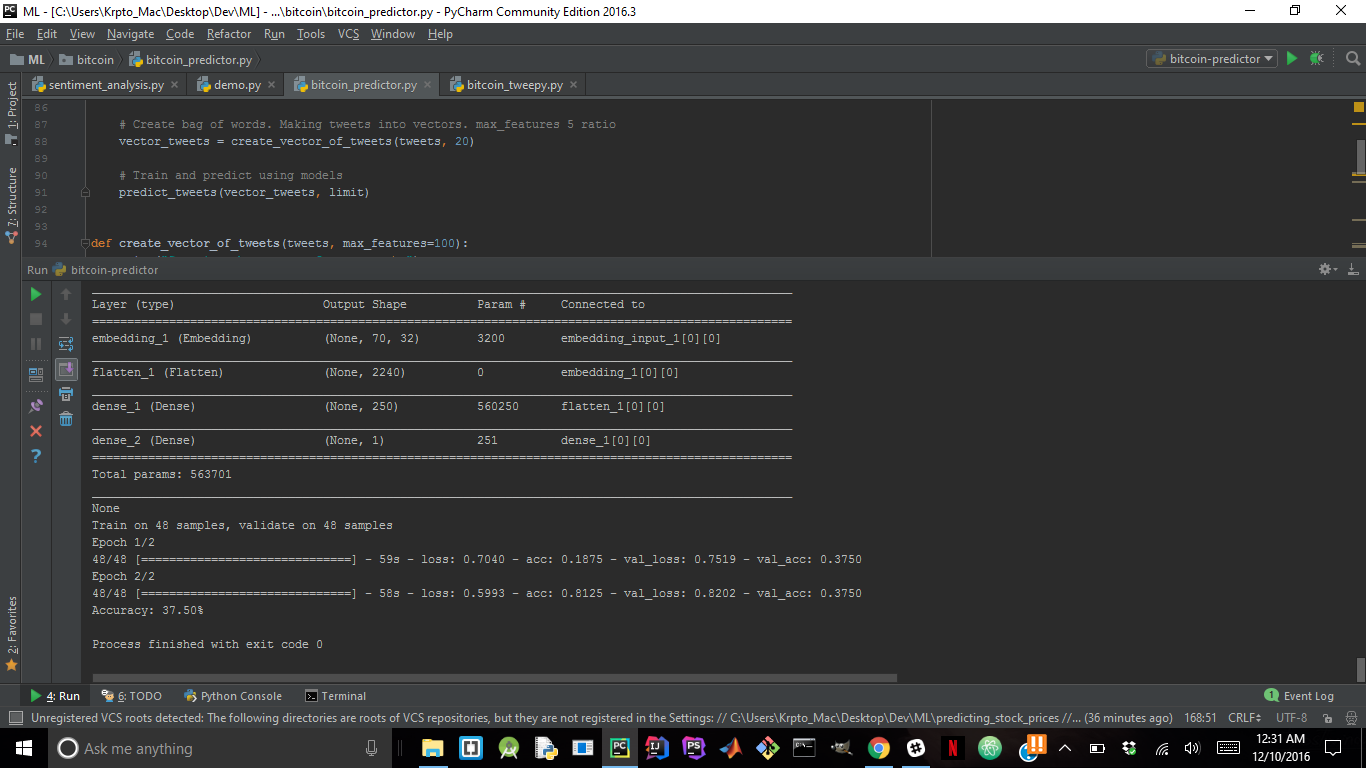 ML - [C:\Users\Krpto_Mac\Desktop\Dev\ML] - ...\bitcoin\bitcoin_predictor.py - PyCharm Community Edition 2016.3
File Edit View Navigate Code Refactor Run Tools VCS Window Help
ML bitcoin bitcoin_predictor.py bitcoin-predictor
sentiment_analysis.py demo.py bitcoin_predictor.py bitcoin_tweepy.py
1: Project
7: Structure
2: Favorites
86
87 # Create bag of words. Making tweets into vectors. max_features 5 ratio
88 vector_tweets = create_vector_of_tweets(tweets, 20)
89
90 # Train and predict using models
91 predict_tweets(vector_tweets, limit)
92
93
94 def create_vector_of_tweets(tweets, max_features=100):
Run bitcoin-predictor
Layer (type) Output Shape Param # Connected to
====================================================================================================
embedding_1 (Embedding) (None, 70, 32) 3200 embedding_input_1[0][0]
flatten_1 (Flatten) (None, 2240) 0 embedding_1[0][0]
dense_1 (Dense) (None, 250) 560250 flatten_1[0][0]
dense_2 (Dense) (None, 1) 251 dense_1[0][0]
====================================================================================================
Total params: 563701
None
Train on 48 samples, validate on 48 samples
Epoch 1/2
48/48 [==============================] - 59s - loss: 0.7040 - acc: 0.1875 - val_loss: 0.7519 - val_acc: 0.3750
Epoch 2/2
48/48 [==============================] - 58s - loss: 0.5993 - acc: 0.8125 - val_loss: 0.8202 - val_acc: 0.3750
Accuracy: 37.50%
Process finished with exit code 0
4: Run 6: TODO Python Console Terminal 1 Event Log
Unregistered VCS roots detected: The following directories are roots of VCS repositories, but they are not registered in the Settings: // C:\Users\Krpto_Mac\Desktop\Dev\ML\predicting_stock_prices //... (36 minutes ago) 168:51 CRLF UTF-8
Ask me anything 12:31 AM
12/10/2016